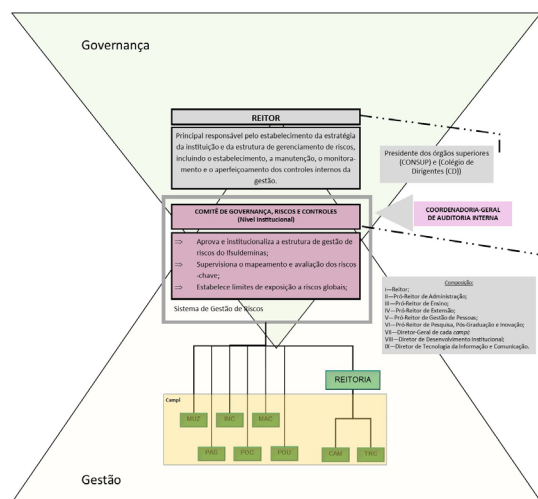 Governança
REITOR
Principal responsável pelo estabelecimento da estratégia
da instituição e da estrutura de gerenciamento de riscos,
incluindo o estabelecimento, a manutenção, o monitora-
mento e o aperfeiçoamento dos controles internos da
gestão.
Presidente dos órgãos superiores
(CONSUP) e (Colégio de
Dirigentes (CD))
COMITÊ DE GOVERNANÇA, RISCOS E CONTROLES
(Nível Institucional)
⇒ Aprova e institucionaliza a estrutura de gestão de
riscos do Ifsuldeminas;
⇒ Supervisiona o mapeamento e avaliação dos riscos
-chave;
⇒ Estabelece limites de exposição a riscos globais;
Sistema de Gestão de Riscos
COORDENADORIA-GERAL
DE AUDITORIA INTERNA
Composição:
I—Reitor;
II—Pró-Reitor de Administração;
III—Pró-Reitor de Ensino;
IV—Pró-Reitor de Extensão;
V—Pró-Reitor de Gestão de Pessoas;
VI—Pró-Reitor de Pesquisa, Pós-Graduação e Inovação;
VII—Diretor-Geral de cada campi;
VIII—Diretor de Desenvolvimento Institucional;
IX—Diretor de Tecnologia da Informação e Comunicação.
REITORIA
Campi
MUZ
INC
MAC
PAS
POC
POU
CAM
TRC
Gestão